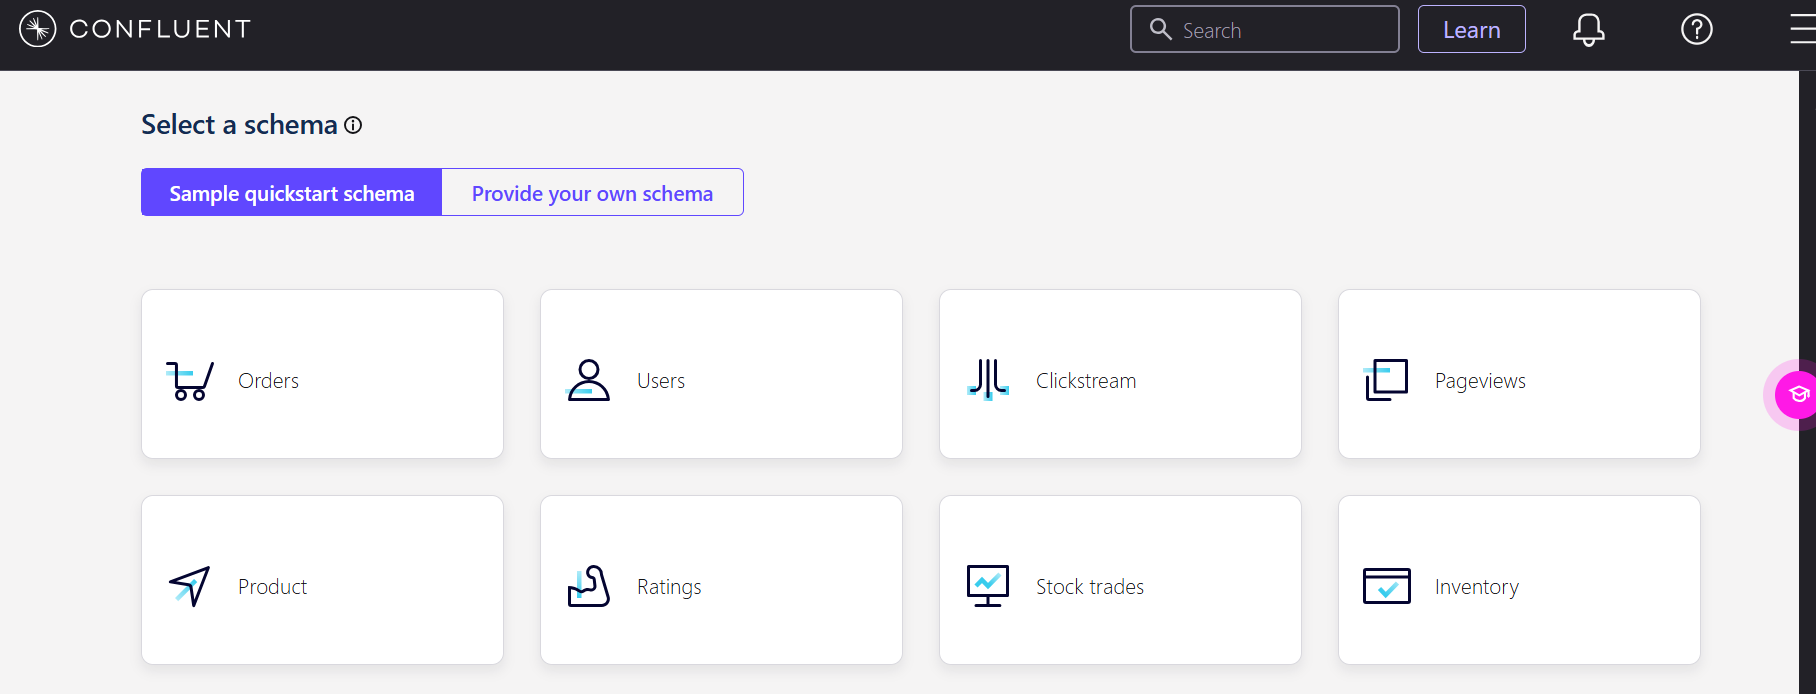 CONFLUENT
Search
Learn
Select a schema
Sample quickstart schema
Provide your own schema
Orders
Users
Clickstream
Pageviews
Product
Ratings
Stock trades
Inventory